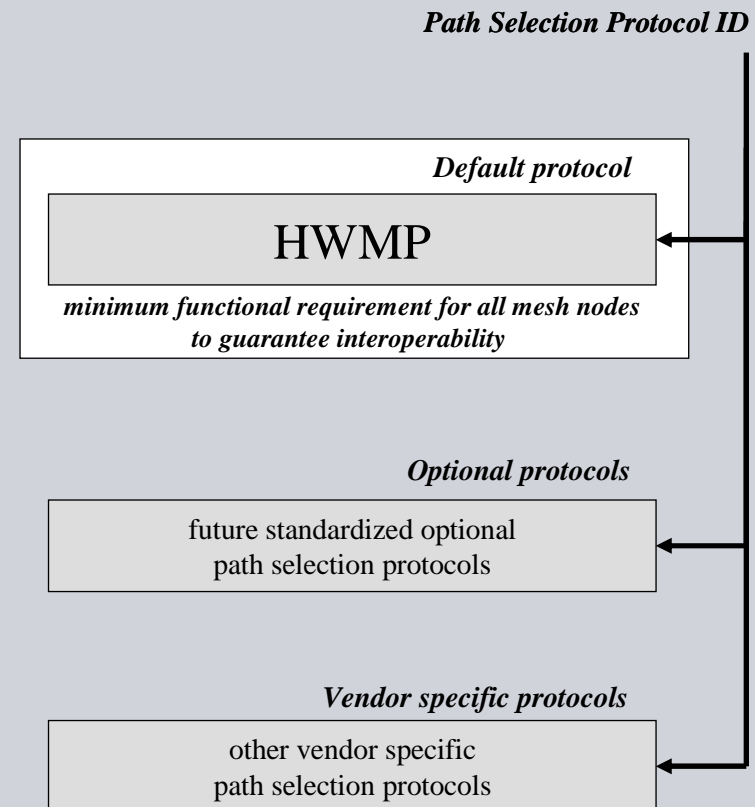 Path Selection Protocol ID
Default protocol
HWMP
minimum functional requirement for all mesh nodes
to guarantee interoperability
Optional protocols
future standardized optional
path selection protocols
Vendor specific protocols
other vendor specific
path selection protocols